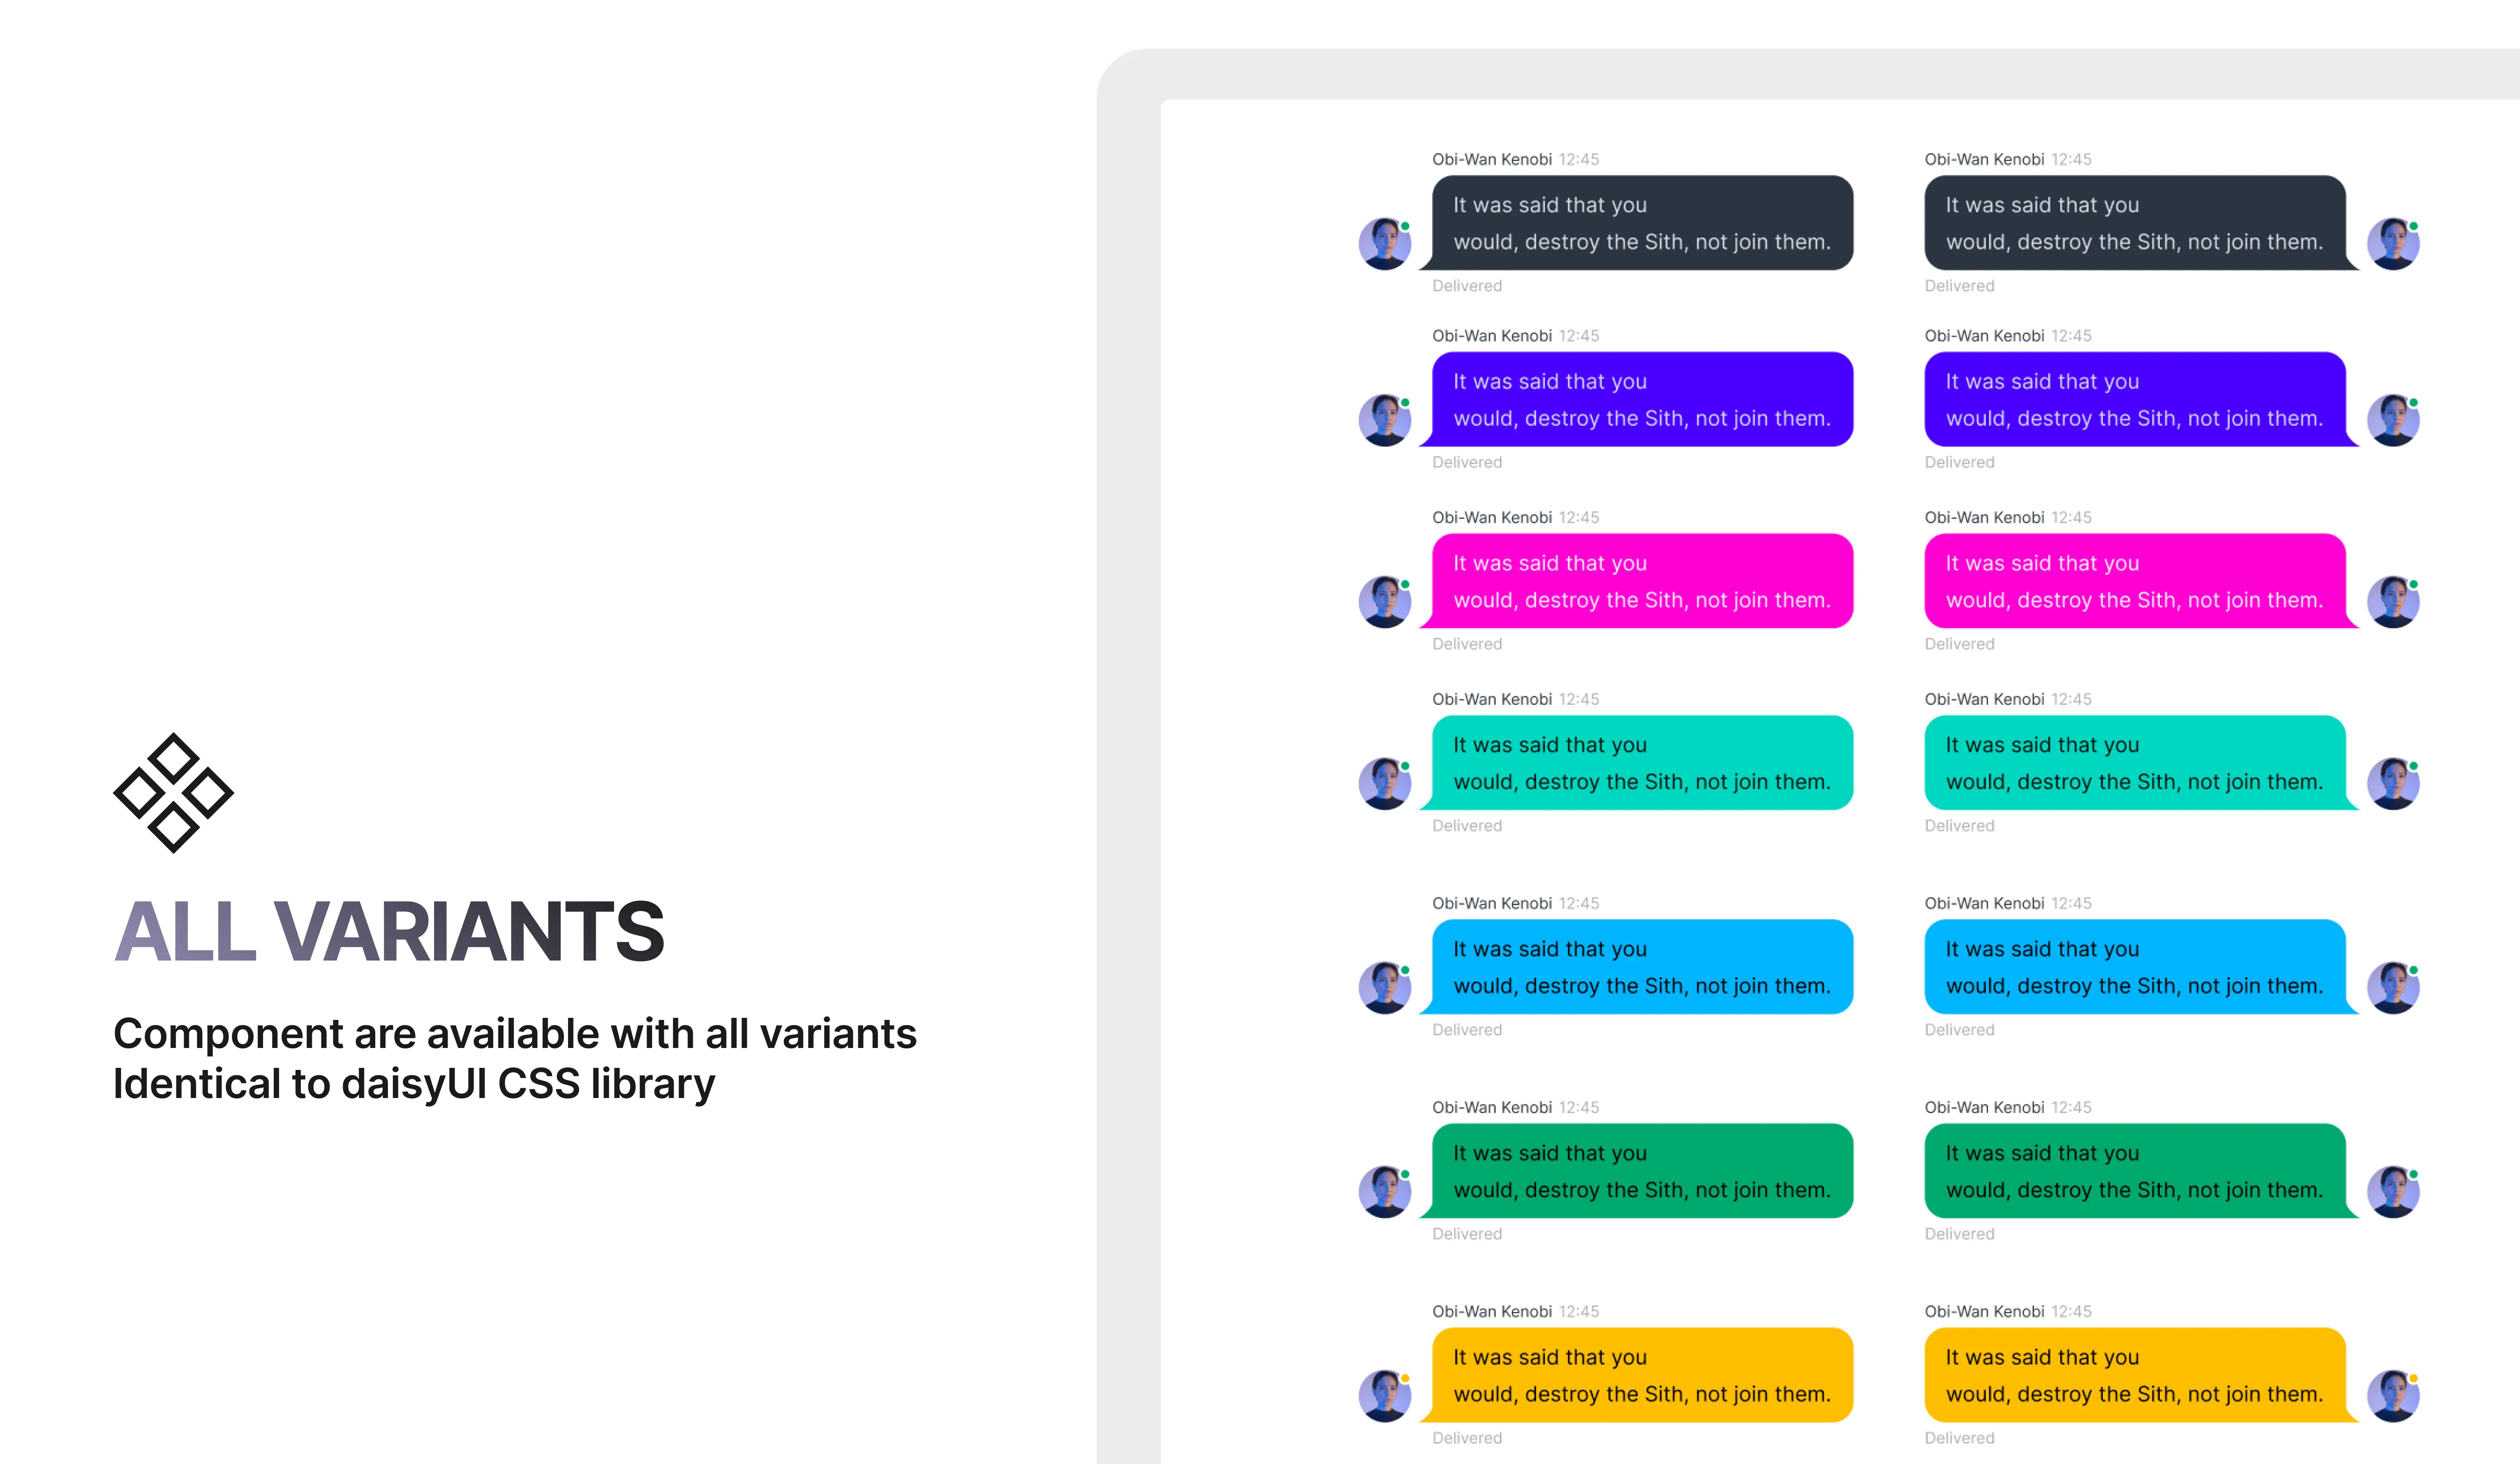 ALL VARIANTS
Component are available with all variants
Identical to daisyUI CSS library
Obi-Wan Kenobi 12:45
It was said that you
would, destroy the Sith, not join them.
Delivered
Obi-Wan Kenobi 12:45
It was said that you
would, destroy the Sith, not join them.
Delivered
Obi-Wan Kenobi 12:45
It was said that you
would, destroy the Sith, not join them.
Delivered
Obi-Wan Kenobi 12:45
It was said that you
would, destroy the Sith, not join them.
Delivered
Obi-Wan Kenobi 12:45
It was said that you
would, destroy the Sith, not join them.
Delivered
Obi-Wan Kenobi 12:45
It was said that you
would, destroy the Sith, not join them.
Delivered
Obi-Wan Kenobi 12:45
It was said that you
would, destroy the Sith, not join them.
Delivered
Obi-Wan Kenobi 12:45
It was said that you
would, destroy the Sith, not join them.
Delivered
Obi-Wan Kenobi 12:45
It was said that you
would, destroy the Sith, not join them.
Delivered
Obi-Wan Kenobi 12:45
It was said that you
would, destroy the Sith, not join them.
Delivered
Obi-Wan Kenobi 12:45
It was said that you
would, destroy the Sith, not join them.
Delivered
Obi-Wan Kenobi 12:45
It was said that you
would, destroy the Sith, not join them.
Delivered
Obi-Wan Kenobi 12:45
It was said that you
would, destroy the Sith, not join them.
Delivered
Obi-Wan Kenobi 12:45
It was said that you
would, destroy the Sith, not join them.
Delivered